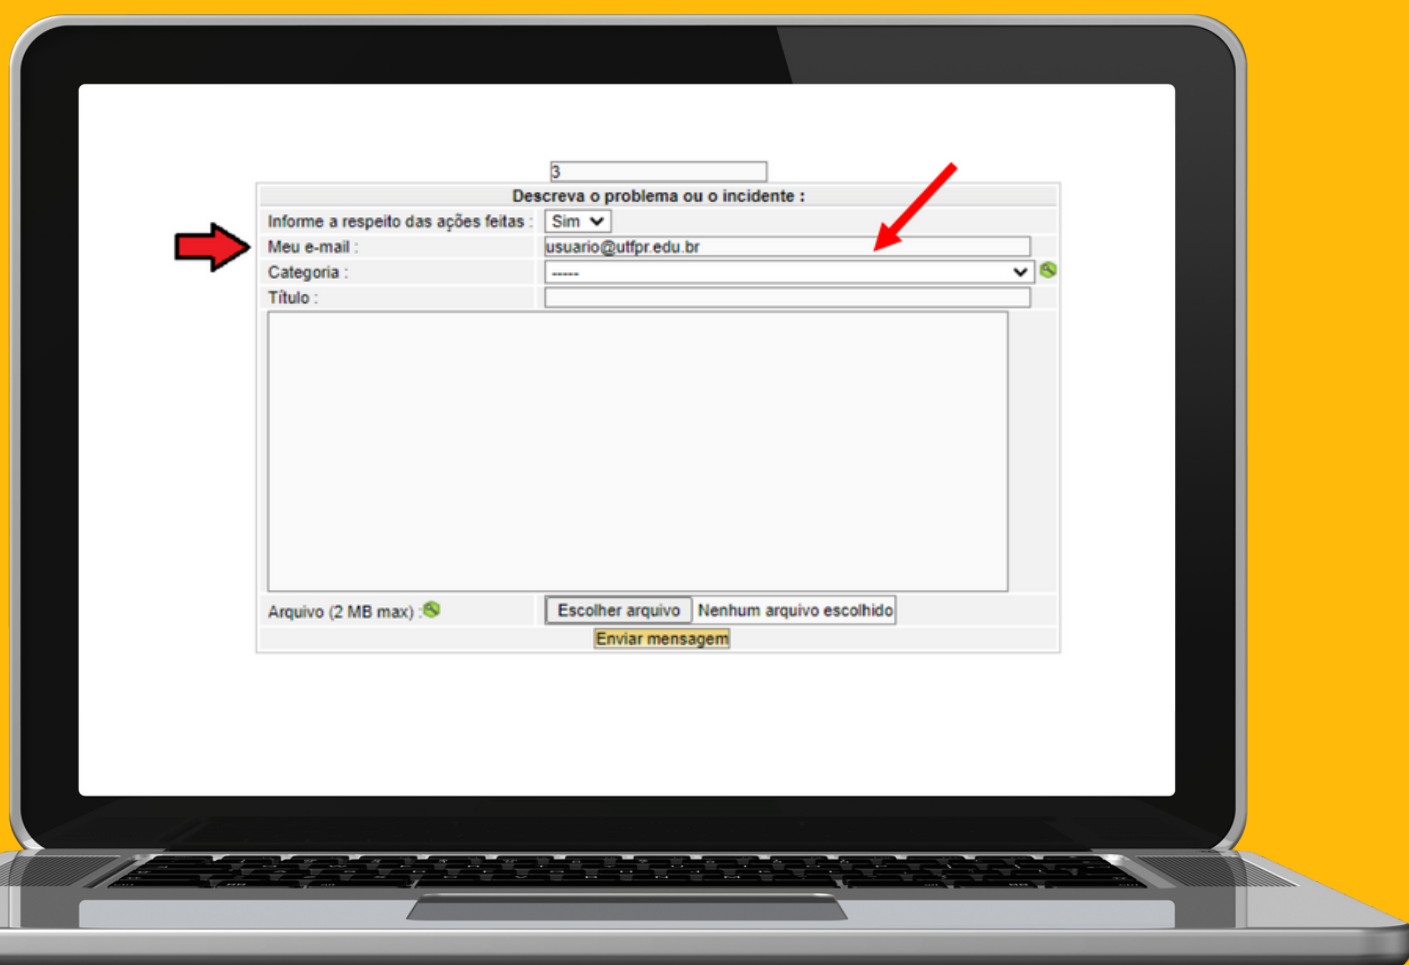 3
Descreva o problema ou o incidente :
Informe a respeito das ações feitas : Sim
Meu e-mail : usuario@utfpr.edu.br
Categoria : -----
Título :
Arquivo (2 MB max) : Escolher arquivo Nenhum arquivo escolhido
Enviar mensagem